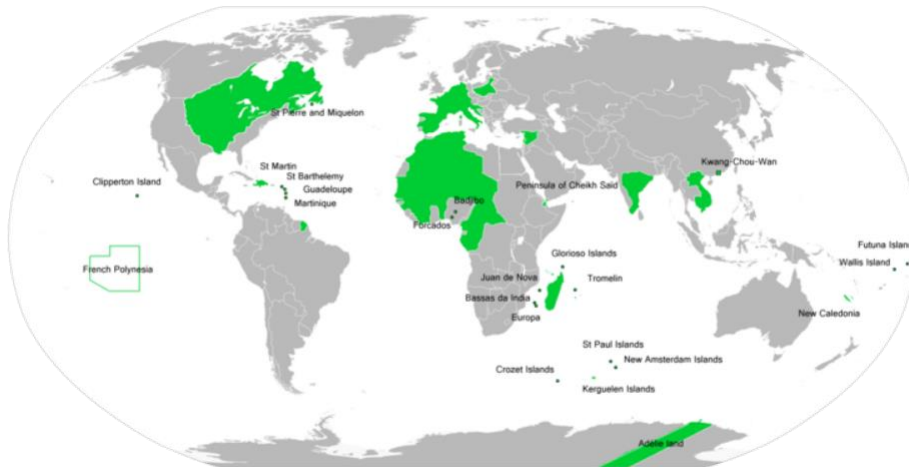 St Pierre and Miquelon
St Martin
St Barthelemy
Clipperton Island
Guadeloupe
Martinique
Kwang-Chou-Wan
Peninsula of Cheikh Saïd
Badjibo
Forcados
French Polynesia
Glorioso Islands
Futuna Islan
Wallis Island
Juan de Nova
Tromelin
Bassas da India
Europa
New Caledonia
St Paul Islands
New Amsterdam Islands
Crozet Islands
Kerguelen Islands
Adélie land